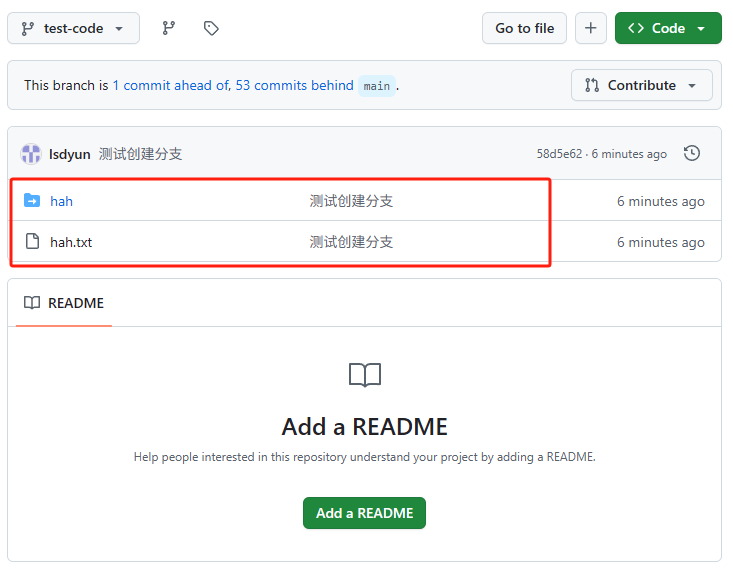 test-code
Go to file
Code
This branch is 1 commit ahead of, 53 commits behind main .
lsdyun 测试创建分支 58d5e62 · 6 minutes ago
hah 测试创建分支 6 minutes ago
hah.txt 测试创建分支 6 minutes ago
Contribute
README
Add a README
Help people interested in this repository understand your project by adding a README.
Add a README